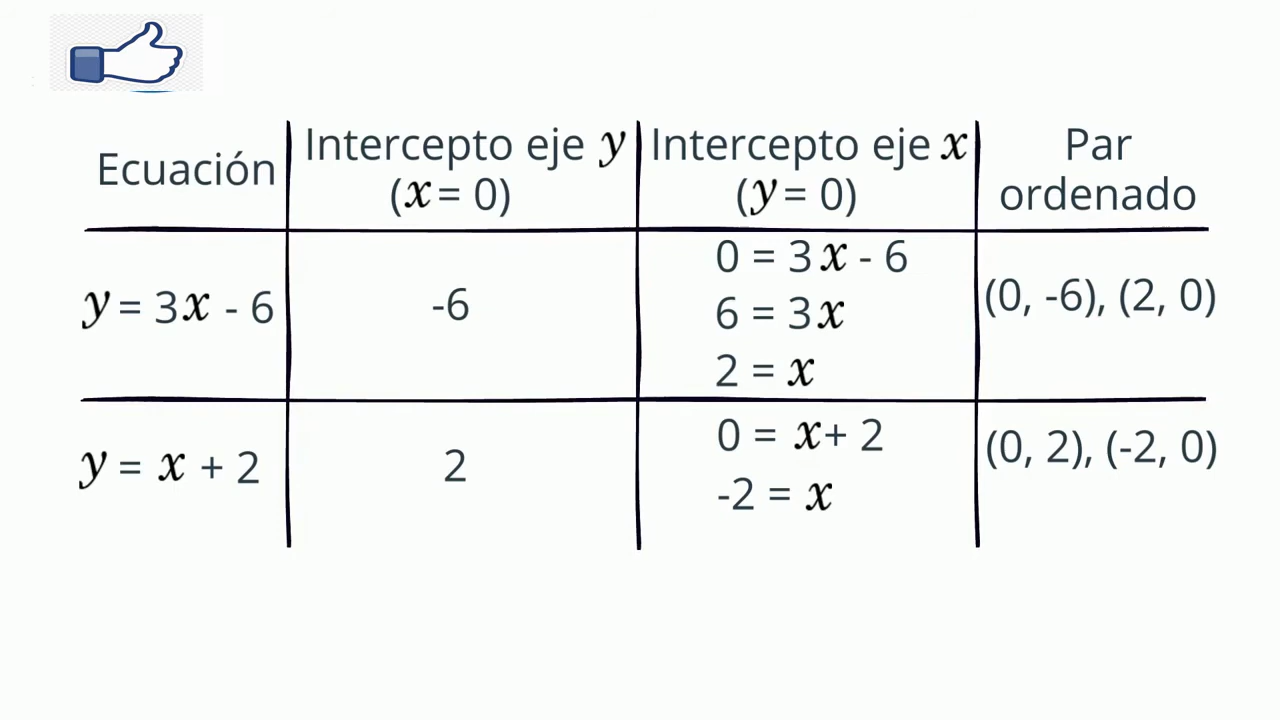 Ecuación
Intercepto eje y
(x = 0)
Intercepto eje x
(y = 0)
Par
ordenado
y = 3x - 6
-6
0 = 3x - 6
6 = 3x
2 = x
(0, -6), (2, 0)
y = x + 2
2
0 = x + 2
-2 = x
(0, 2), (-2, 0)